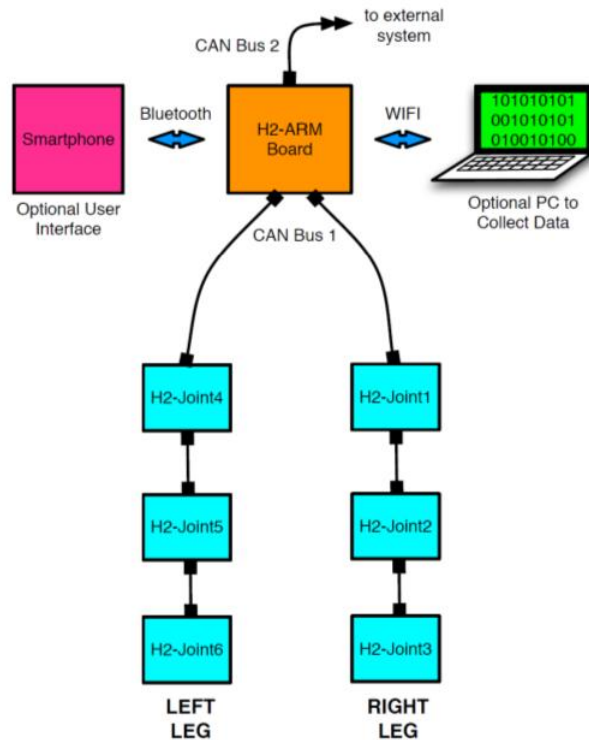 to external
system
CAN Bus 2
Smartphone
Bluetooth
H2-ARM
Board
WIFI
101010101
001010101
010010100
Optional User
Interface
Optional PC to
Collect Data
CAN Bus 1
H2-Joint4
H2-Joint1
H2-Joint5
H2-Joint2
H2-Joint6
H2-Joint3
LEFT
LEG
RIGHT
LEG